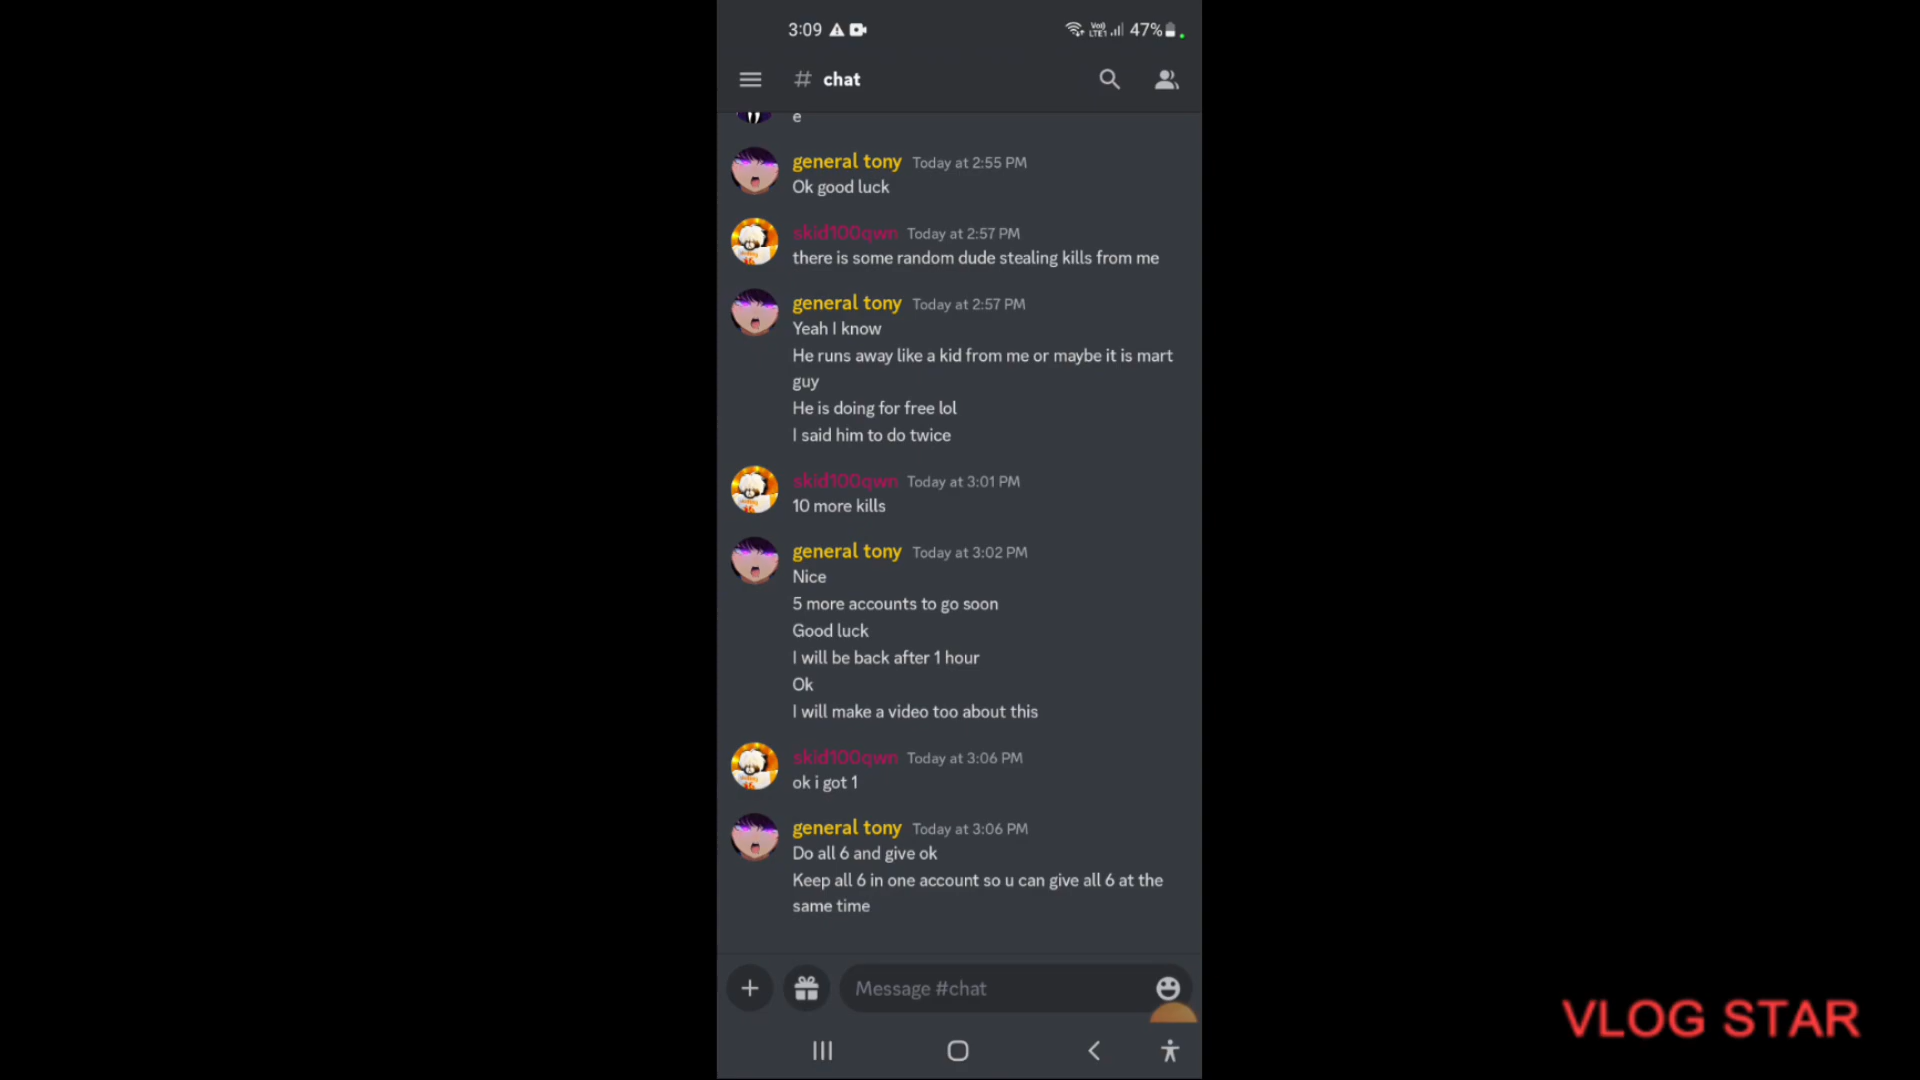 3:09
Vo)) LTE1 47%
# chat
e
general tony Today at 2:55 PM
Ok good luck
skid100qwn Today at 2:57 PM
there is some random dude stealing kills from me
general tony Today at 2:57 PM
Yeah I know
He runs away like a kid from me or maybe it is mart
guy
He is doing for free lol
I said him to do twice
skid100qwn Today at 3:01 PM
10 more kills
general tony Today at 3:02 PM
Nice
5 more accounts to go soon
Good luck
I will be back after 1 hour
Ok
I will make a video too about this
skid100qwn Today at 3:06 PM
ok i got 1
general tony Today at 3:06 PM
Do all 6 and give ok
Keep all 6 in one account so u can give all 6 at the
same time
Message #chat
VLOG STAR